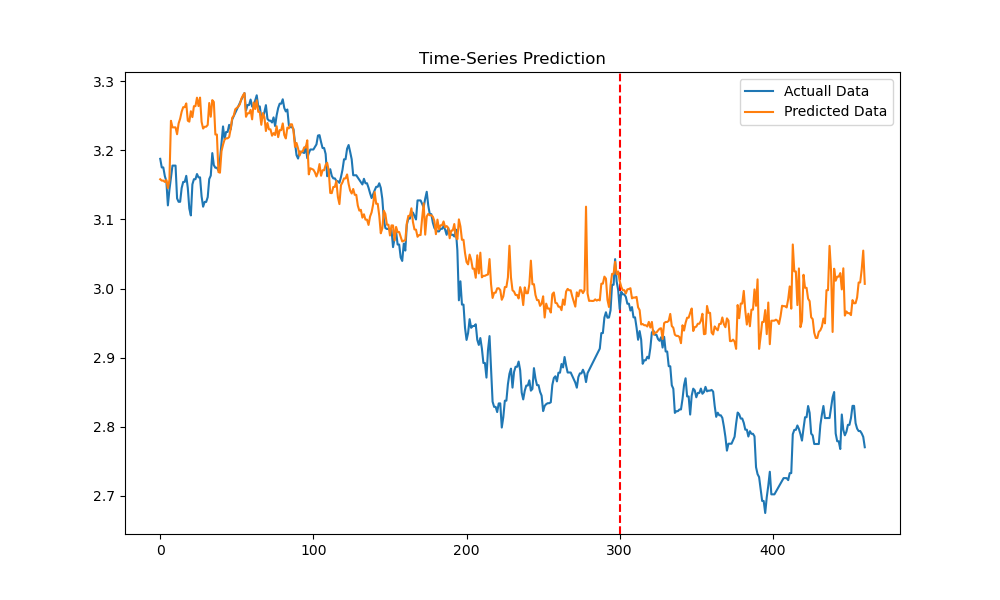 Time-Series Prediction
Actuall Data
Predicted Data
3.3
3.2
3.1
3.0
2.9
2.8
2.7
0 100 200 300 400